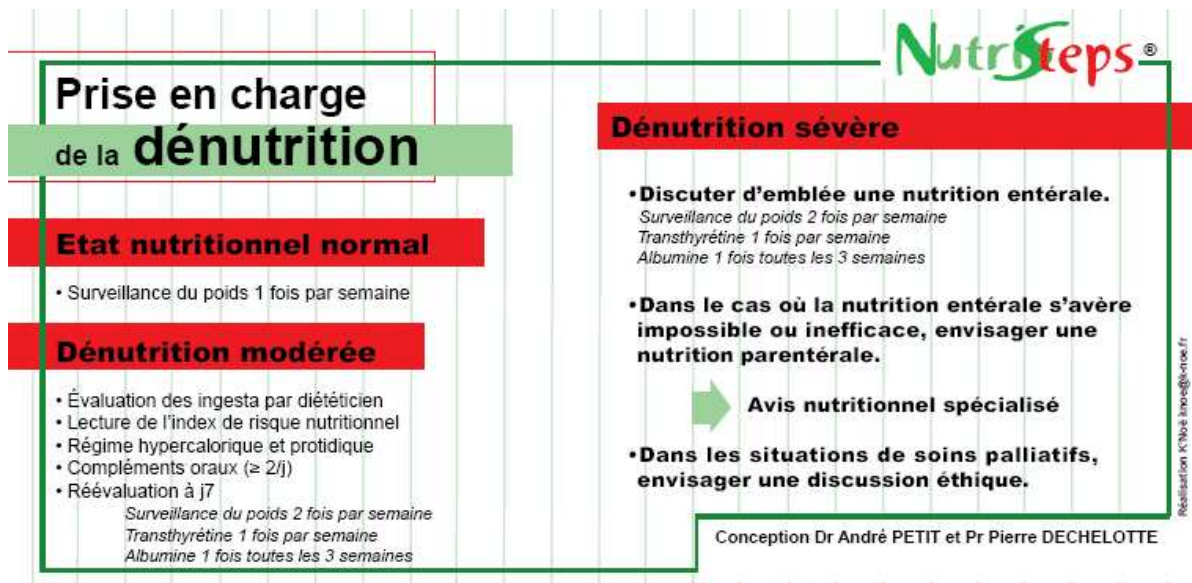 NutriSteps®
Prise en charge
de la dénutrition
Etat nutritionnel normal
• Surveillance du poids 1 fois par semaine
Dénutrition modérée
• Évaluation des ingesta par diététicien
• Lecture de l'index de risque nutritionnel
• Régime hypercalorique et protidique
• Compléments oraux (≥ 2/j)
• Réévaluation à j7
Surveillance du poids 2 fois par semaine
Transthyrétine 1 fois par semaine
Albumine 1 fois toutes les 3 semaines
Dénutrition sévère
•Discuter d'emblée une nutrition entérale.
Surveillance du poids 2 fois par semaine
Transthyrétine 1 fois par semaine
Albumine 1 fois toutes les 3 semaines
•Dans le cas où la nutrition entérale s'avère
impossible ou inefficace, envisager une
nutrition parentérale.
Avis nutritionnel spécialisé
•Dans les situations de soins palliatifs,
envisager une discussion éthique.
Conception Dr André PETIT et Pr Pierre DECHELOTTE
Réalisation K'Noë knoe@k-noe.fr